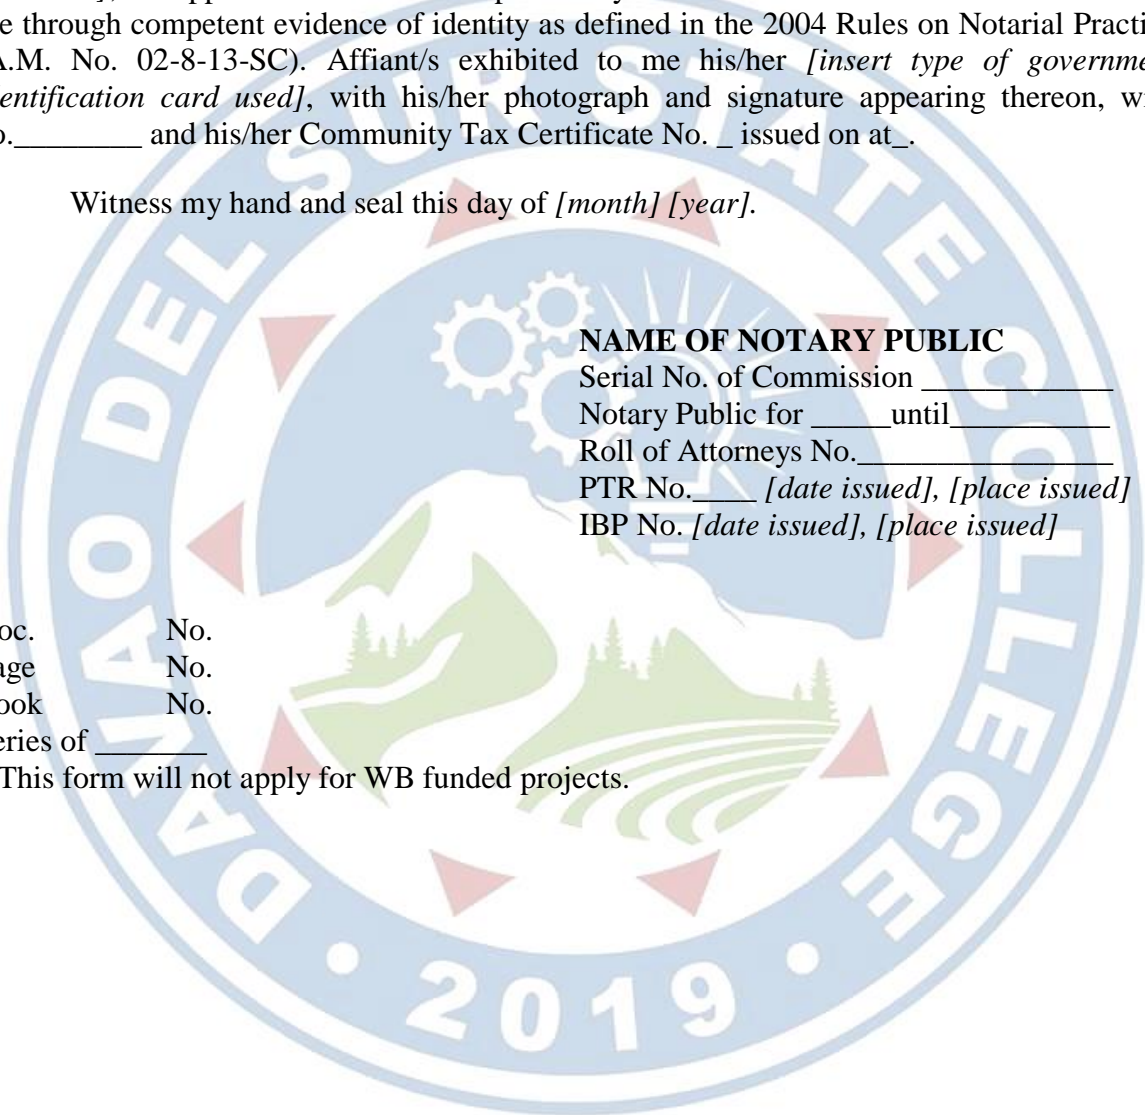 e through competent evidence of identity as defined in the 2004 Rules on Notarial Practi
A.M. No. 02-8-13-SC). Affiant/s exhibited to me his/her [insert type of governme
entification card used], with his/her photograph and signature appearing thereon, wi
o.________ and his/her Community Tax Certificate No. _ issued on at_.
Witness my hand and seal this day of [month] [year].
NAME OF NOTARY PUBLIC
Serial No. of Commission ____________
Notary Public for _____until__________
Roll of Attorneys No.________________
PTR No.____ [date issued], [place issued]
IBP No. [date issued], [place issued]
oc. No.
age No.
ook No.
eries of _______
This form will not apply for WB funded projects.
DAVAO DEL SUR STATE COLLEGE
• 2019 •